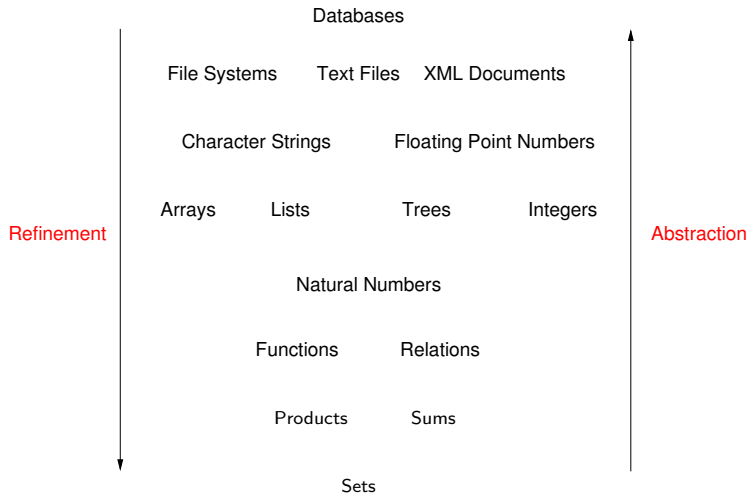 Databases
File Systems Text Files XML Documents
Character Strings Floating Point Numbers
Arrays Lists Trees Integers
Refinement Abstraction
Natural Numbers
Functions Relations
Products Sums
Sets